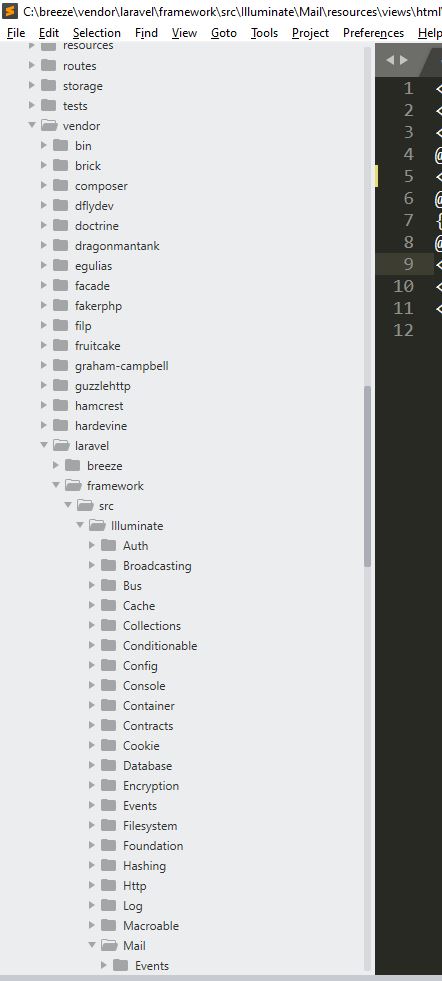 C:\breeze\vendor\laravel\framework\src\Illuminate\Mail\resources\views\html\
File Edit Selection Find View Goto Tools Project Preferences Help
resources
routes
storage
tests
vendor
bin
brick
composer
dflydev
doctrine
dragonmantank
egulias
facade
fakerphp
filp
fruitcake
graham-campbell
guzzlehttp
hamcrest
hardevine
laravel
breeze
framework
src
Illuminate
Auth
Broadcasting
Bus
Cache
Collections
Conditionable
Config
Console
Container
Contracts
Cookie
Database
Encryption
Events
Filesystem
Foundation
Hashing
Http
Log
Macroable
Mail
Events
1 <
2 <
3 <
4 @
5 <
6 @
7 {
8 @
9 <
10 <
11 <
12